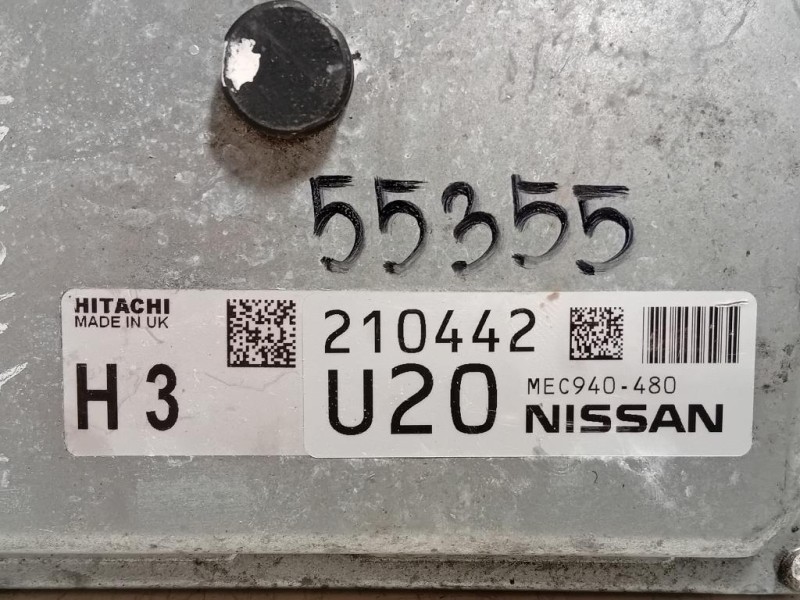 55355
HITACHI
MADE IN UK
H3
210442
U20
MEC940-480
NISSAN